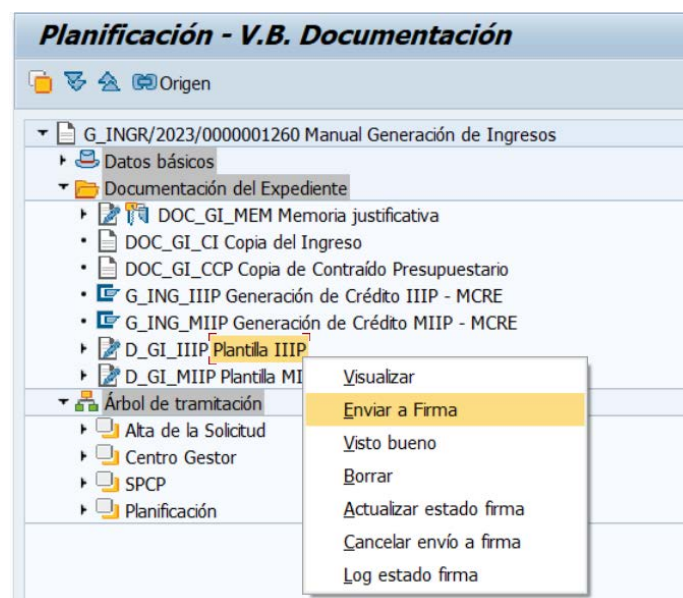 Planificación - V.B. Documentación
Origen
G_INGR/2023/0000001260 Manual Generación de Ingresos
Datos básicos
Documentación del Expediente
DOC_GI_MEM Memoria justificativa
DOC_GI_CI Copia del Ingreso
DOC_GI_CCP Copia de Contraído Presupuestario
G_ING_IIIP Generación de Crédito IIIP - MCRE
G_ING_MIIP Generación de Crédito MIIP - MCRE
D_GI_IIIP Plantilla IIIP
D_GI_MIIP Plantilla MI
Árbol de tramitación
Alta de la Solicitud
Centro Gestor
SPCP
Planificación
Visualizar
Enviar a Firma
Visto bueno
Borrar
Actualizar estado firma
Cancelar envío a firma
Log estado firma